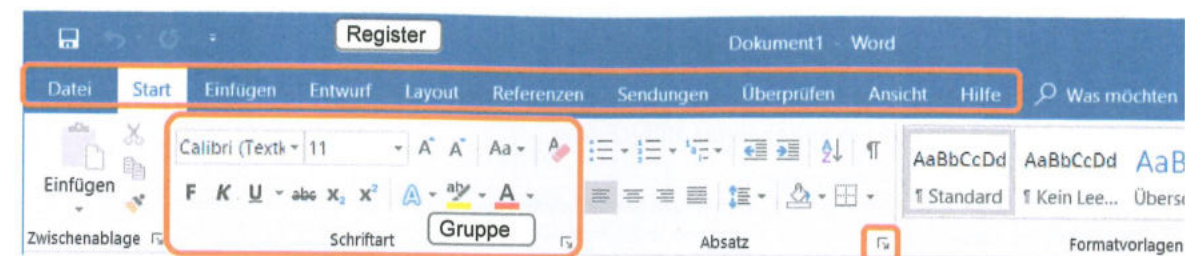 Register
Dokument1 - Word
Datei Start Einfügen Entwurf Layout Referenzen Sendungen Überprüfen Ansicht Hilfe Was möchten
Calibri (Textk 11 A A Aa A
AaBbCcDd AaBbCcDd AaB
Einfügen
F K U abc X₂ X² A aby A
¶ Standard ¶ Kein Lee... Übers
Zwischenablage Schriftart Gruppe Absatz Formatvorlagen